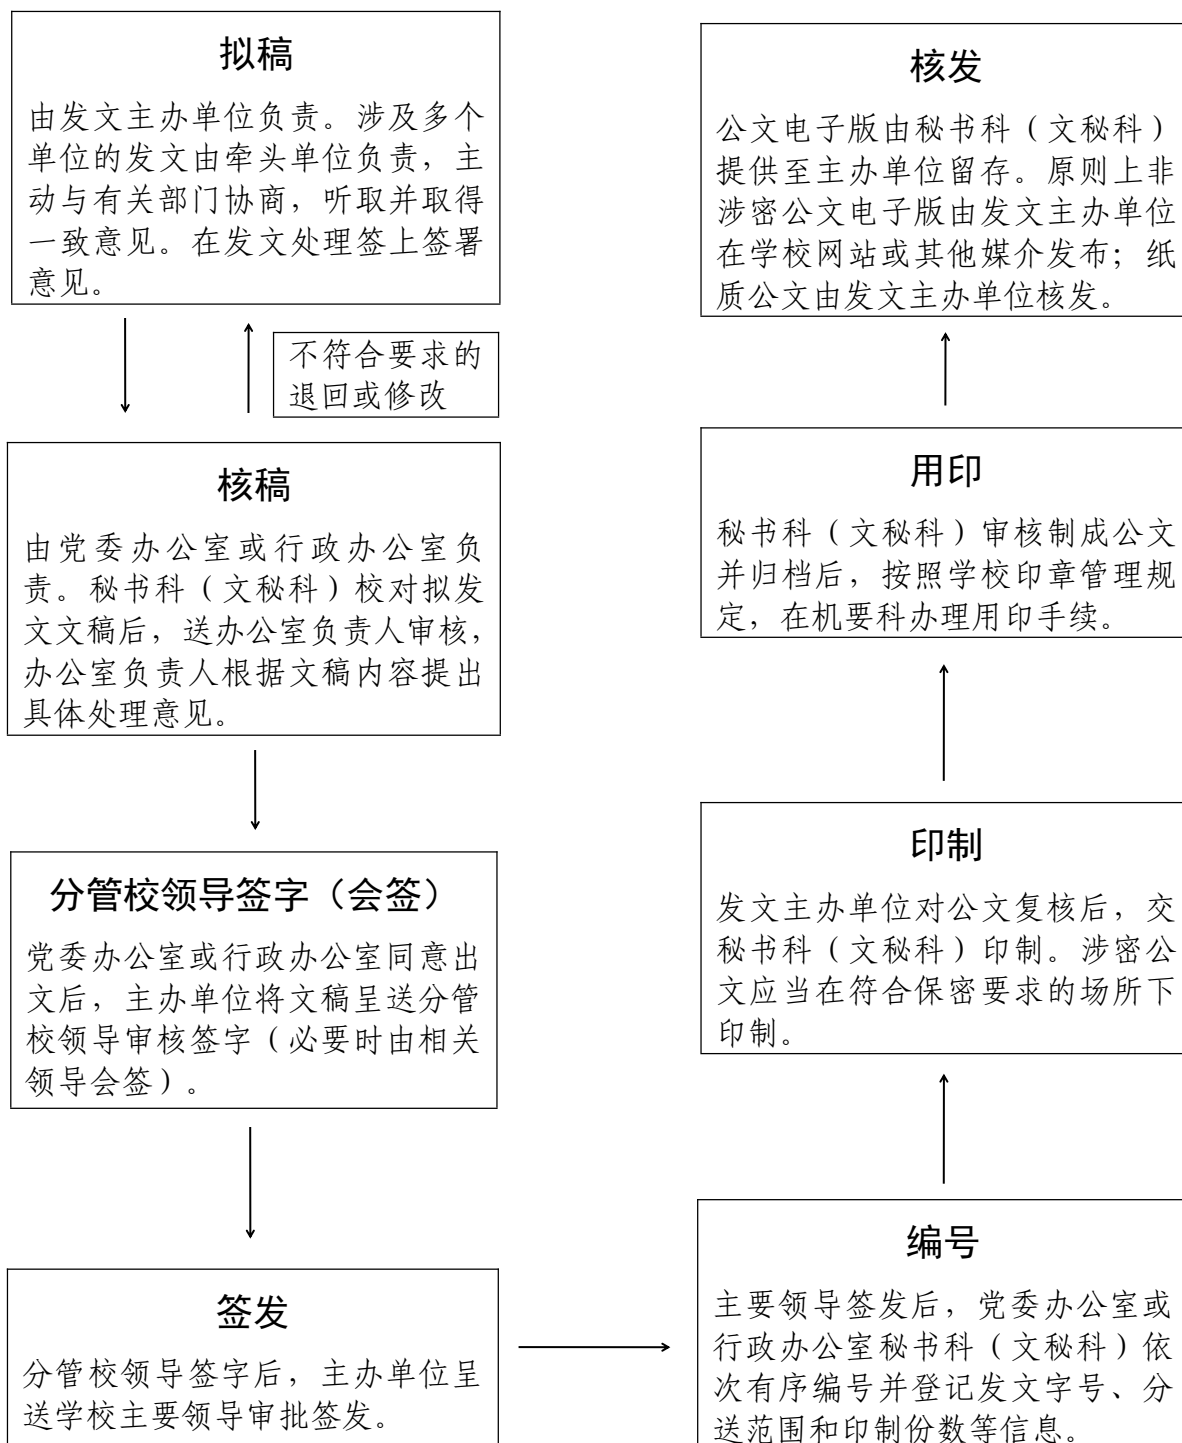 拟稿
由发文主办单位负责。涉及多个
单位的发文由牵头单位负责，主
动与有关部门协商，听取并取得
一致意见。在发文处理签上签署
意见。
不符合要求的
退回或修改
核稿
由党委办公室或行政办公室负
责。秘书科（文秘科）校对拟发
文文稿后，送办公室负责人审核，
办公室负责人根据文稿内容提出
具体处理意见。
分管校领导签字（会签）
党委办公室或行政办公室同意出
文后，主办单位将文稿呈送分管
校领导审核签字（必要时由相关
领导会签）。
签发
分管校领导签字后，主办单位呈
送学校主要领导审批签发。
编号
主要领导签发后，党委办公室或
行政办公室秘书科（文秘科）依
次有序编号并登记发文字号、分
送范围和印制份数等信息。
印制
发文主办单位对公文复核后，交
秘书科（文秘科）印制。涉密公
文应当在符合保密要求的场所下
印制。
用印
秘书科（文秘科）审核制成公文
并归档后，按照学校印章管理规
定，在机要科办理用印手续。
核发
公文电子版由秘书科（文秘科）
提供至主办单位留存。原则上非
涉密公文电子版由发文主办单位
在学校网站或其他媒介发布；纸
质公文由发文主办单位核发。